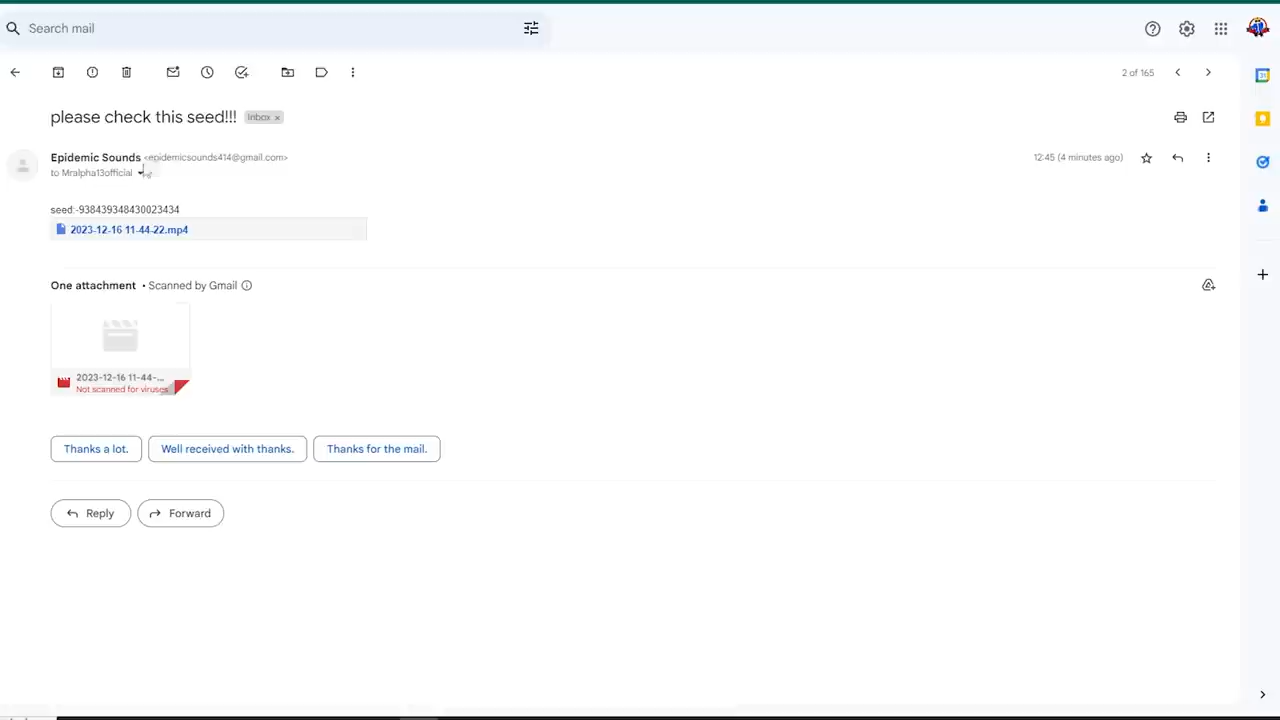 Search mail
2 of 165
please check this seed!!! Inbox ×
Epidemic Sounds <epidemicsounds414@gmail.com>
12:45 (4 minutes ago)
to Mralpha13official
seed:-938439348430023434
2023-12-16 11-44-22.mp4
One attachment • Scanned by Gmail
2023-12-16 11-44-...
Not scanned for viruses
Thanks a lot. Well received with thanks. Thanks for the mail.
Reply Forward